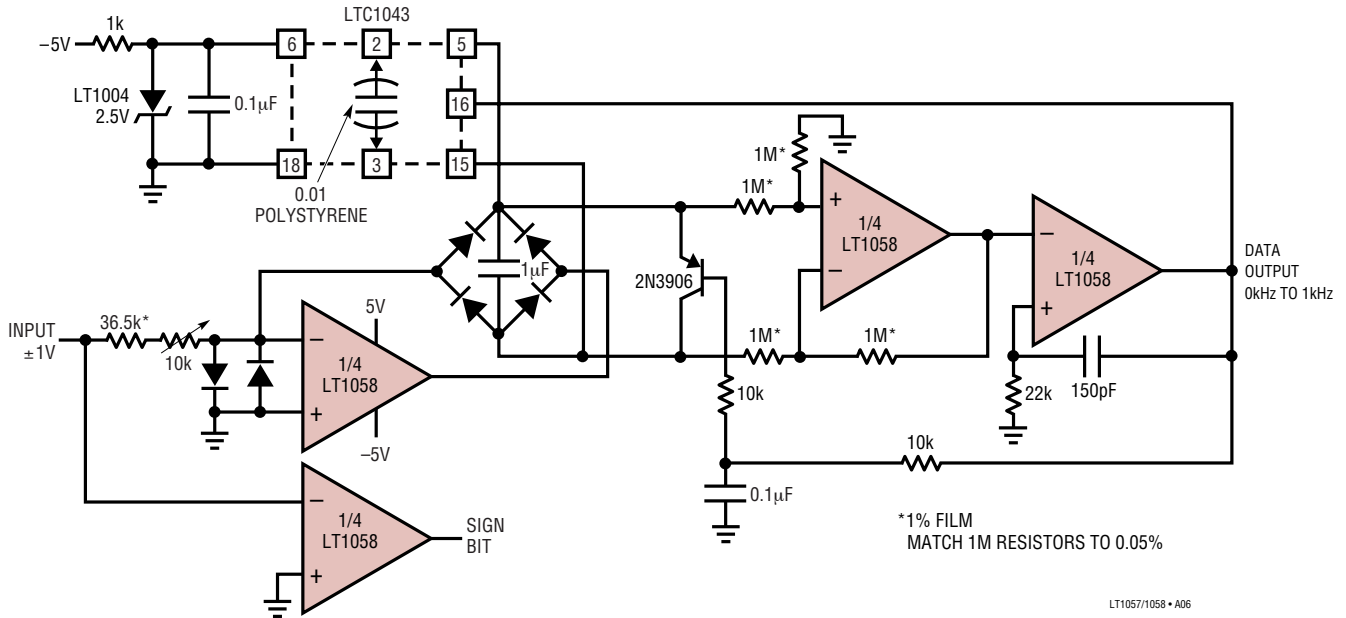 LTC1043
1k
–5V
6
2
5
LT1004
2.5V
0.1µF
16
18
3
15
0.01
POLYSTYRENE
1M*
1M*
+
–
1/4
LT1058
–
+
1/4
LT1058
DATA
OUTPUT
0kHz TO 1kHz
1µF
2N3906
INPUT
±1V
36.5k*
10k
5V
–
+
1/4
LT1058
–5V
1M*
1M*
10k
22k
150pF
10k
0.1µF
–
+
1/4
LT1058
SIGN
BIT
*1% FILM
MATCH 1M RESISTORS TO 0.05%
LT1057/1058 • A06